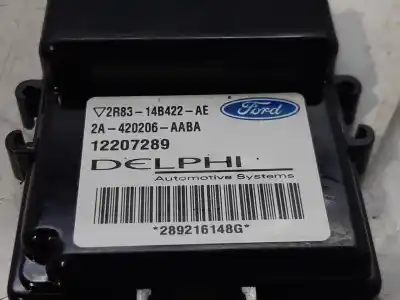 ▽2R83-14B422-AE
Ford
2A-420206-AABA
12207289
DELPHI
Automotive Systems
*289216148G*